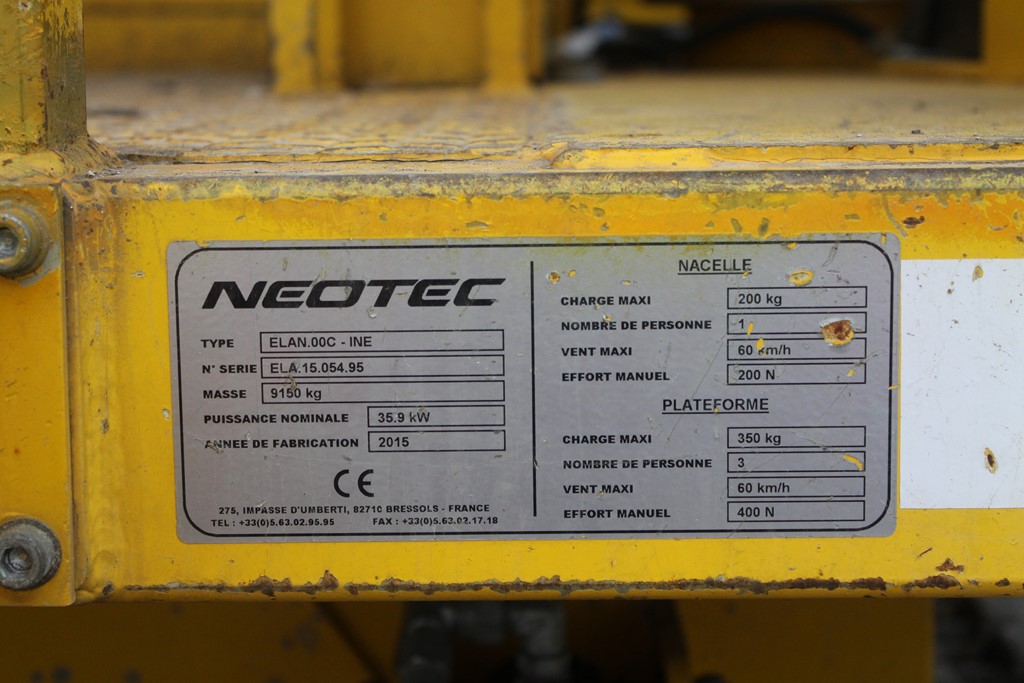 NEOTEC
TYPE ELAN.00C - INE
N° SERIE ELA.15.054.95
MASSE 9150 kg
PUISSANCE NOMINALE 35.9 kW
ANNEE DE FABRICATION 2015
CE
275, IMPASSE D'UMBERTI, 82710 BRESSOLS - FRANCE
TEL : +33(0)5.63.02.95.95 FAX : +33(0)5.63.02.17.18
NACELLE
CHARGE MAXI 200 kg
NOMBRE DE PERSONNE 1
VENT MAXI 60 km/h
EFFORT MANUEL 200 N
PLATEFORME
CHARGE MAXI 350 kg
NOMBRE DE PERSONNE 3
VENT MAXI 60 km/h
EFFORT MANUEL 400 N